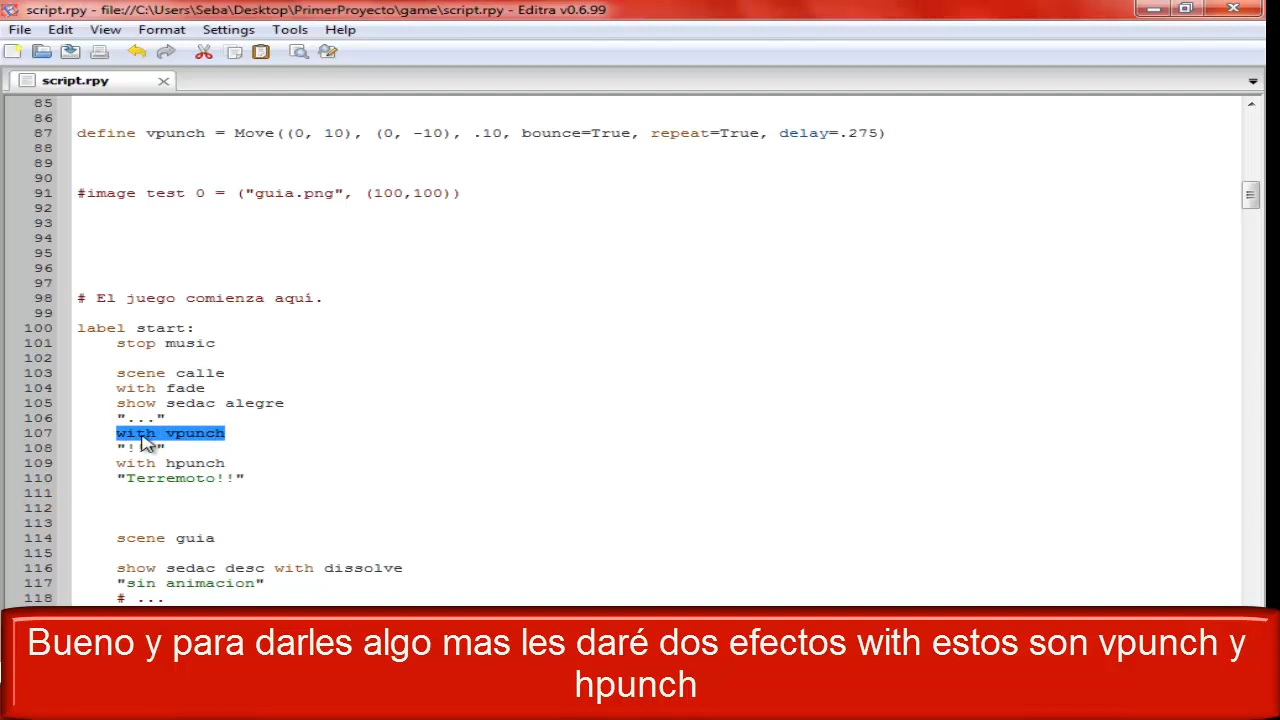 script.rpy - file://C:\Users\Seba\Desktop\PrimerProyecto\game\script.rpy - Editra v0.6.99
File Edit View Format Settings Tools Help
script.rpy
85
86
87 define vpunch = Move((0, 10), (0, -10), .10, bounce=True, repeat=True, delay=.275)
88
89
90
91 #image test 0 = ("guia.png", (100,100))
92
93
94
95
96
97
98 # El juego comienza aquí.
99
100 label start:
101 stop music
102
103 scene calle
104 with fade
105 show sedac alegre
106 "..."
107 with vpunch
108
109 with hpunch
110 "Terremoto!!"
111
112
113
114 scene guia
115
116 show sedac desc with dissolve
117 "sin animacion"
118 # ...
Bueno y para darles algo mas les daré dos efectos with estos son vpunch y
hpunch